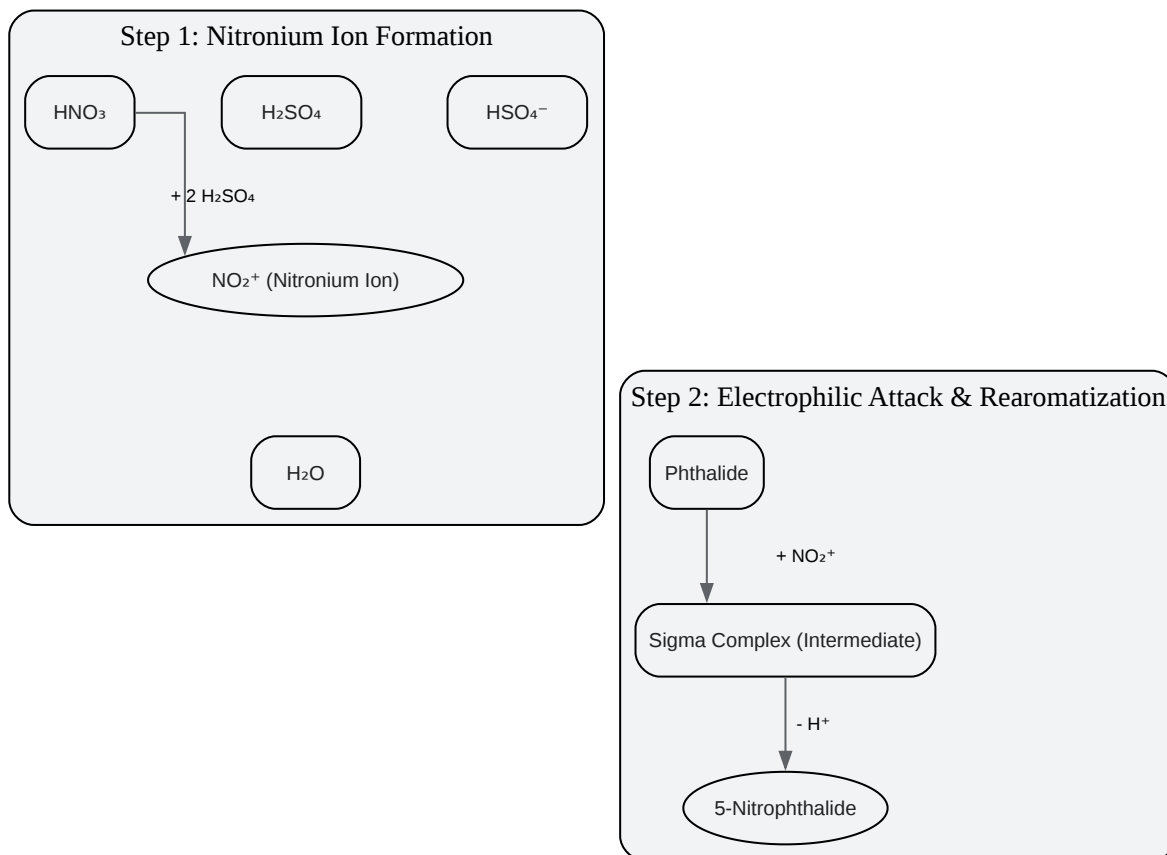 Step 1: Nitronium Ion Formation
HNO₃
H₂SO₄
HSO₄⁻
+ 2 H₂SO₄
NO₂⁺ (Nitronium Ion)
H₂O
Step 2: Electrophilic Attack & Rearomatization
Phthalide
+ NO₂⁺
Sigma Complex (Intermediate)
- H⁺
5-Nitrophthalide